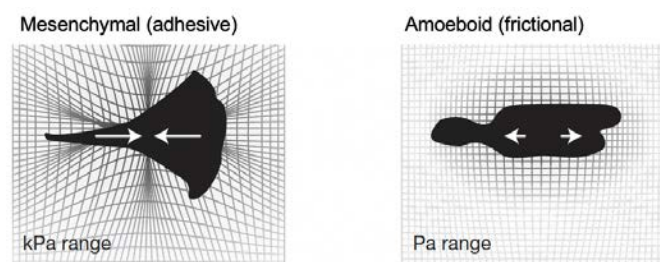 Mesenchymal (adhesive)
Amoeboid (frictional)
kPa range
Pa range